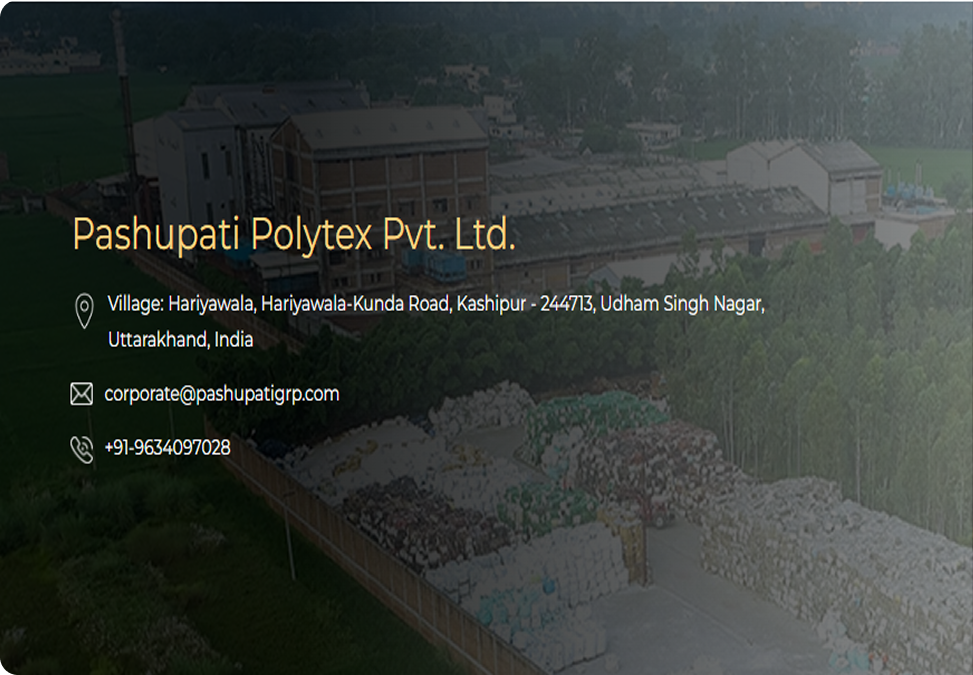 Pashupati Polytex Pvt. Ltd.
Village: Hariyawala, Hariyawala-Kunda Road, Kashipur - 244713, Udham Singh Nagar,
Uttarakhand, India
corporate@pashupatigrp.com
+91-9634097028